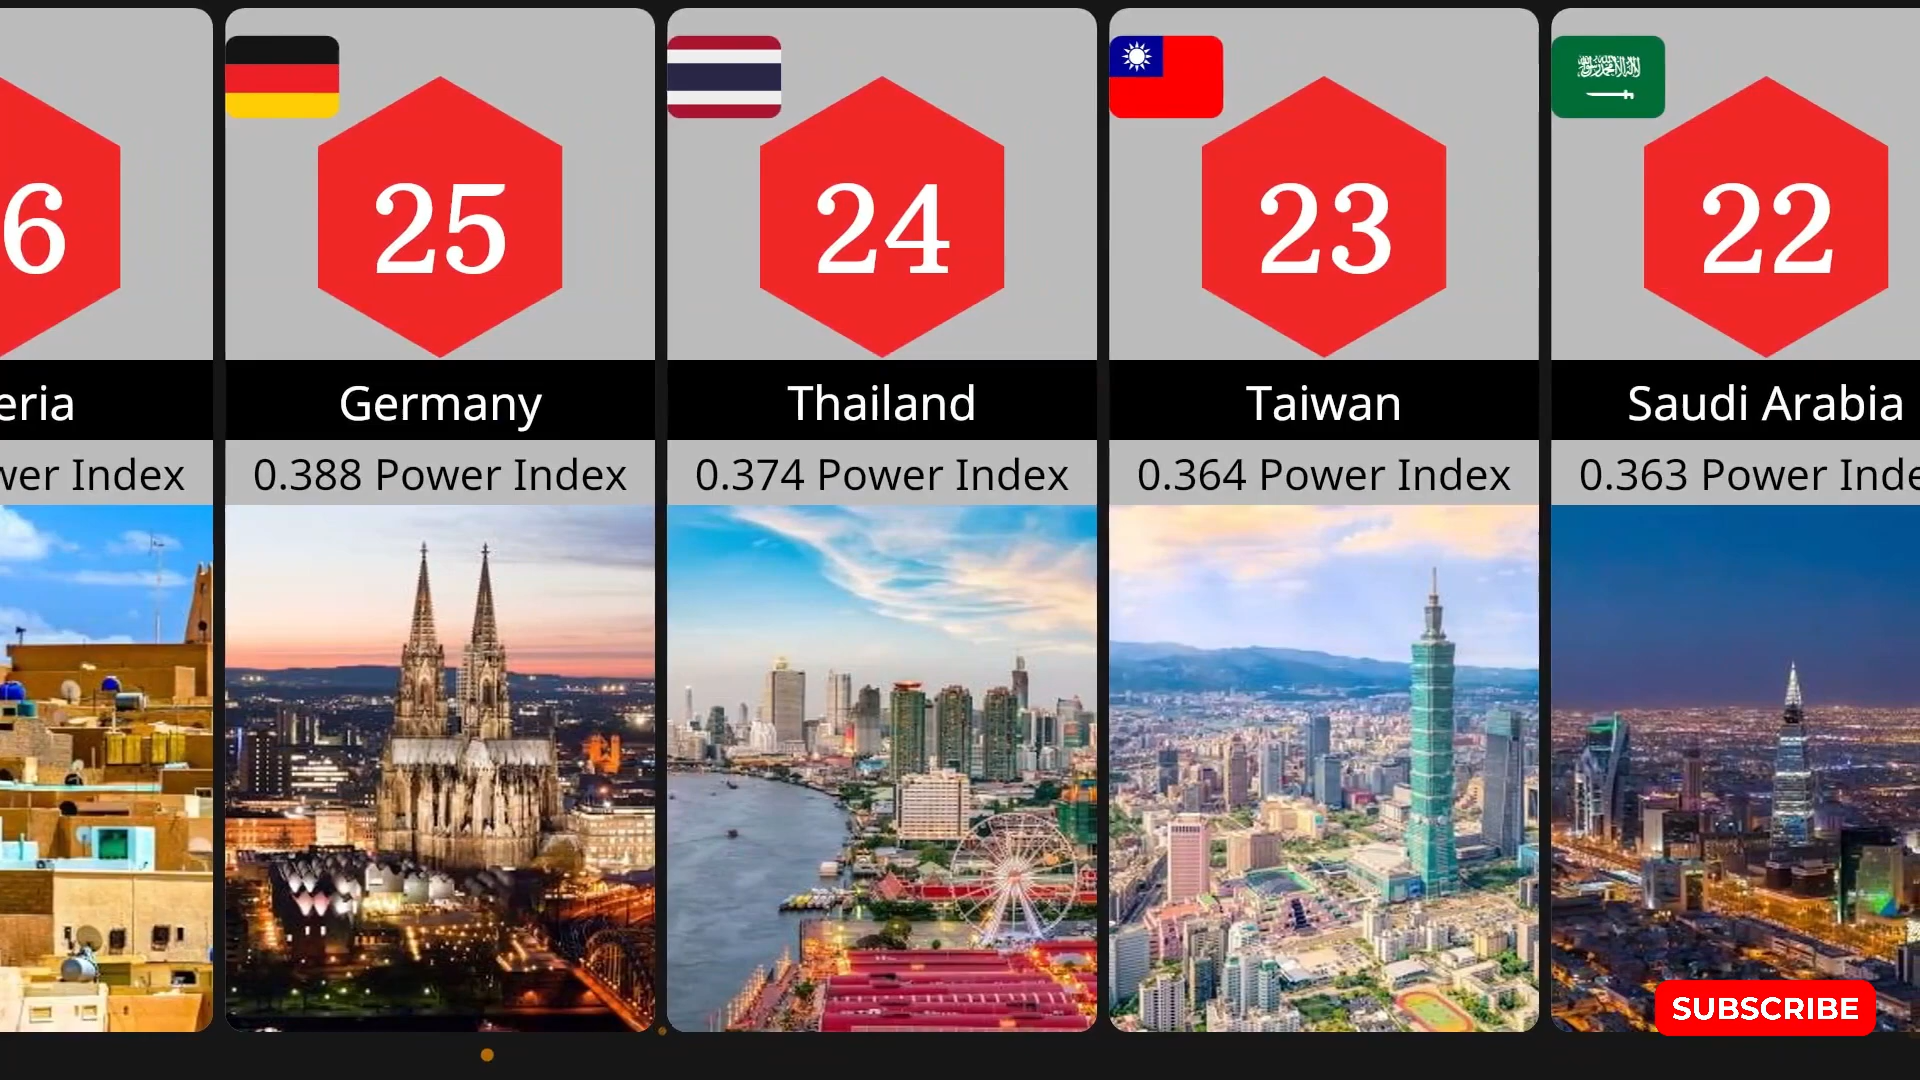 6
eria
wer Index
25
Germany
0.388 Power Index
24
Thailand
0.374 Power Index
23
Taiwan
0.364 Power Index
22
Saudi Arabia
0.363 Power Inde
SUBSCRIBE